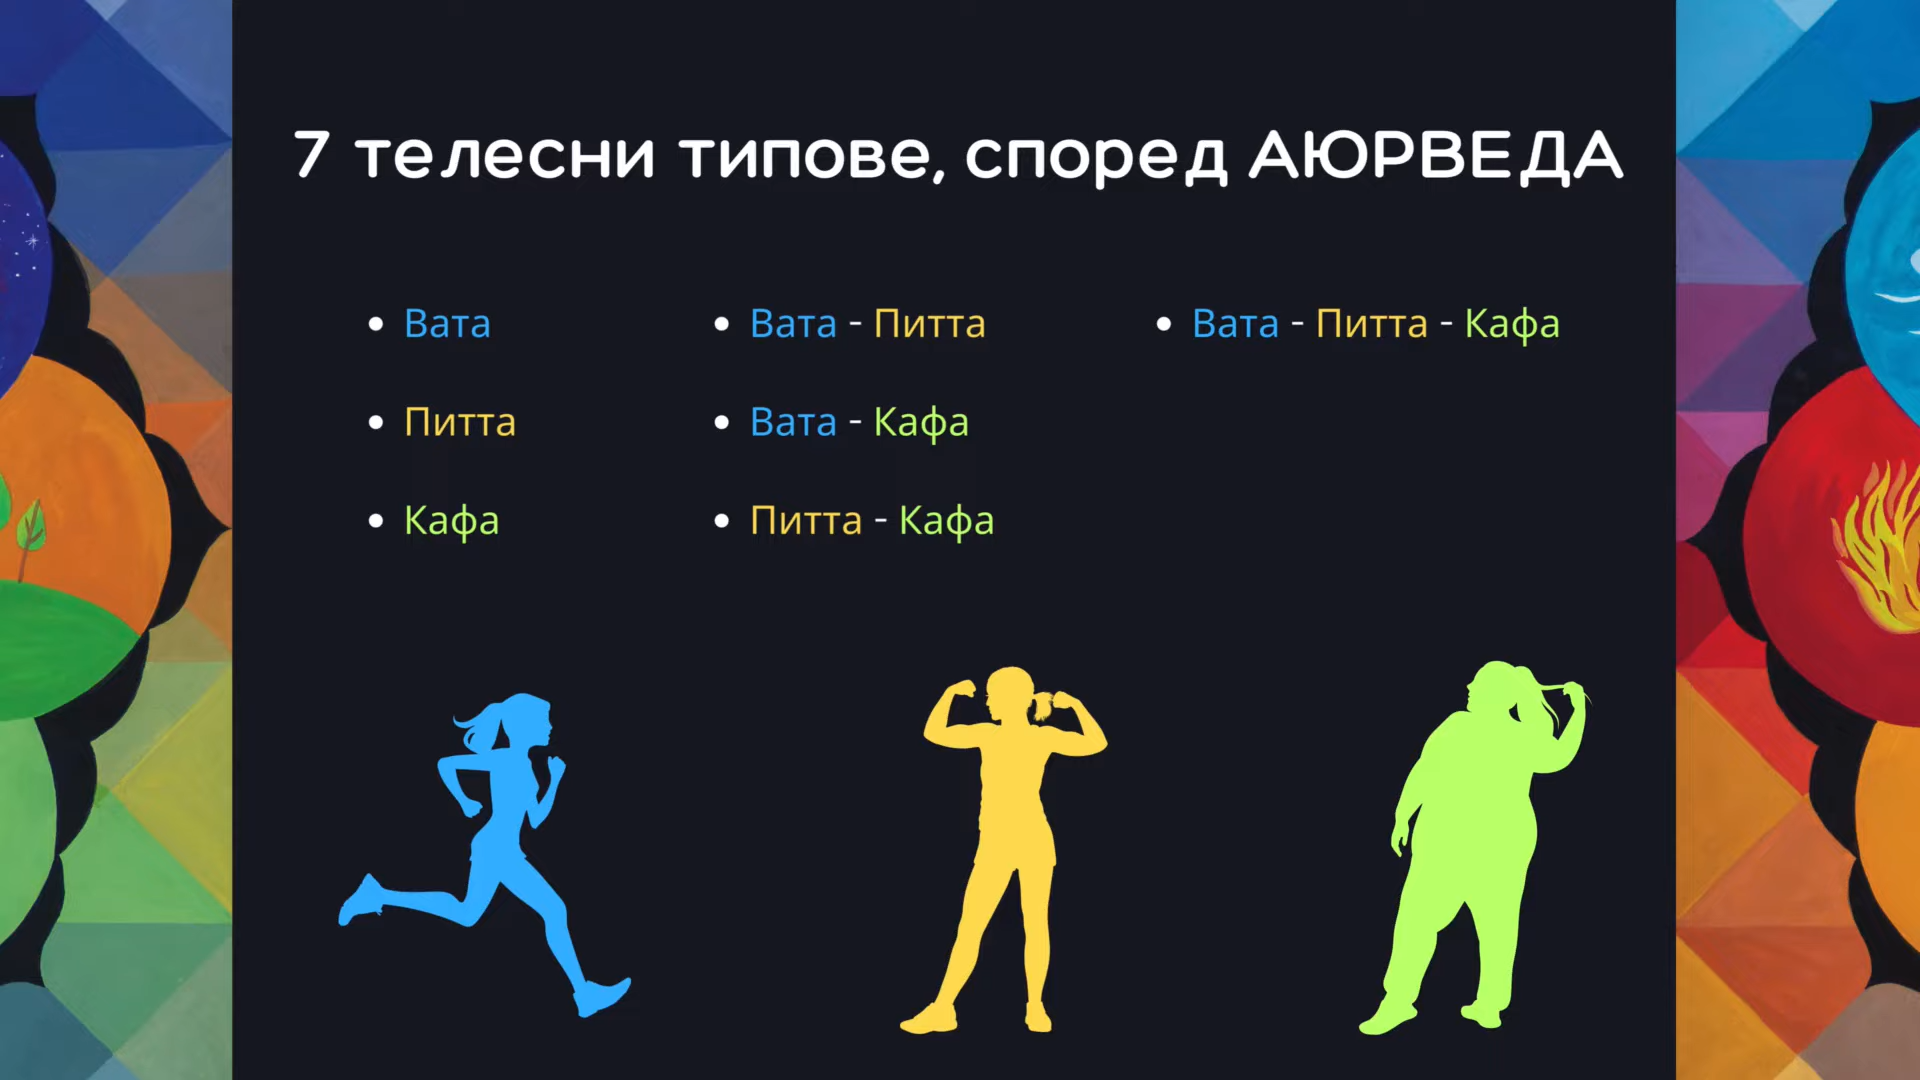 7 телесни типове, според АЮРВЕДА
• Вата
• Питта
• Кафа
• Вата - Питта
• Вата - Кафа
• Питта - Кафа
• Вата - Питта - Кафа